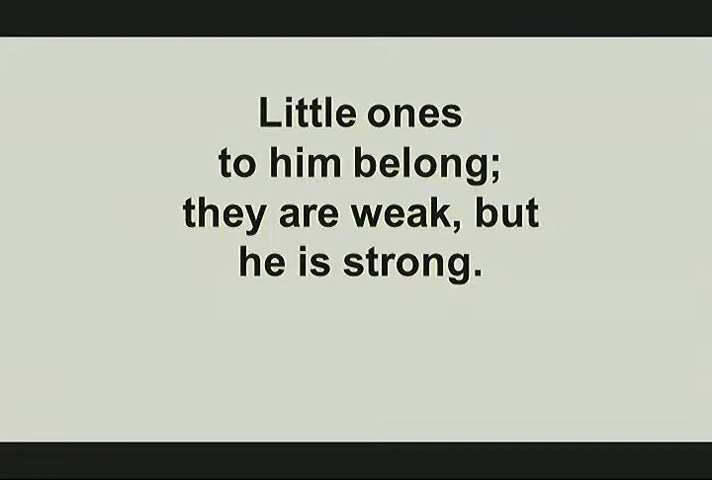 Little ones
to him belong;
they are weak, but
he is strong.